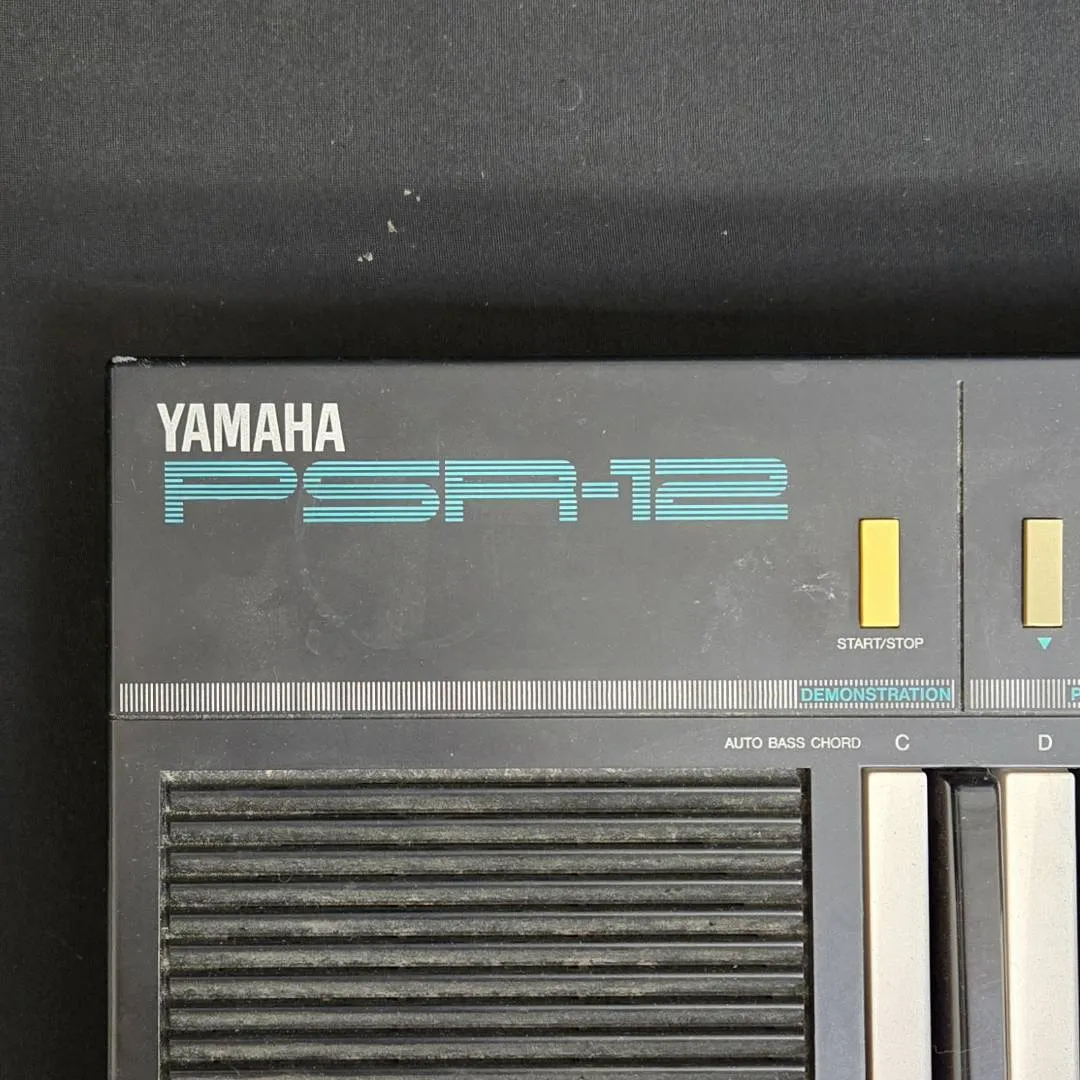 YAMAHA
PSR-12
START/STOP
DEMONSTRATION
AUTO BASS CHORD C D